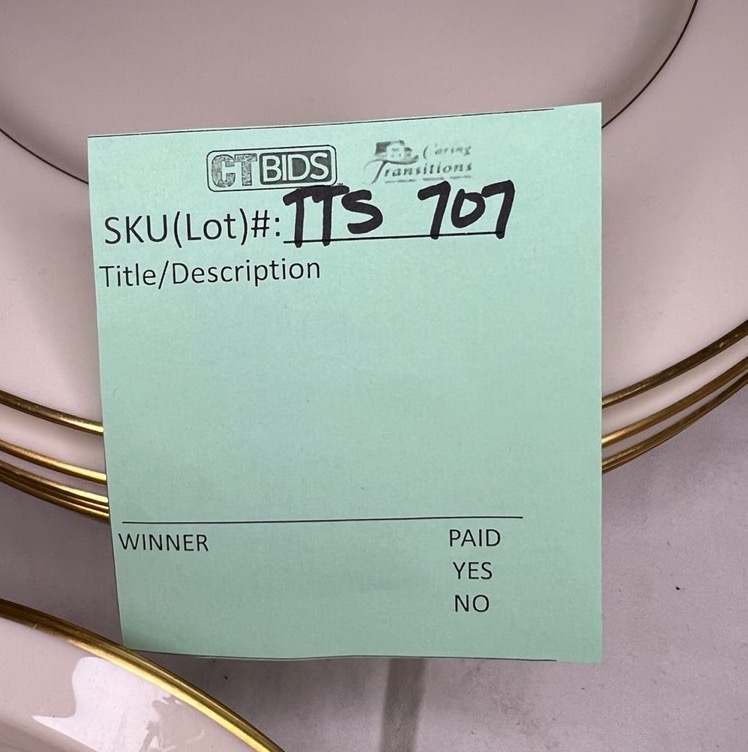 CTBIDS Caring Transitions
SKU(Lot)#: TTS 707
Title/Description
WINNER PAID
YES
NO